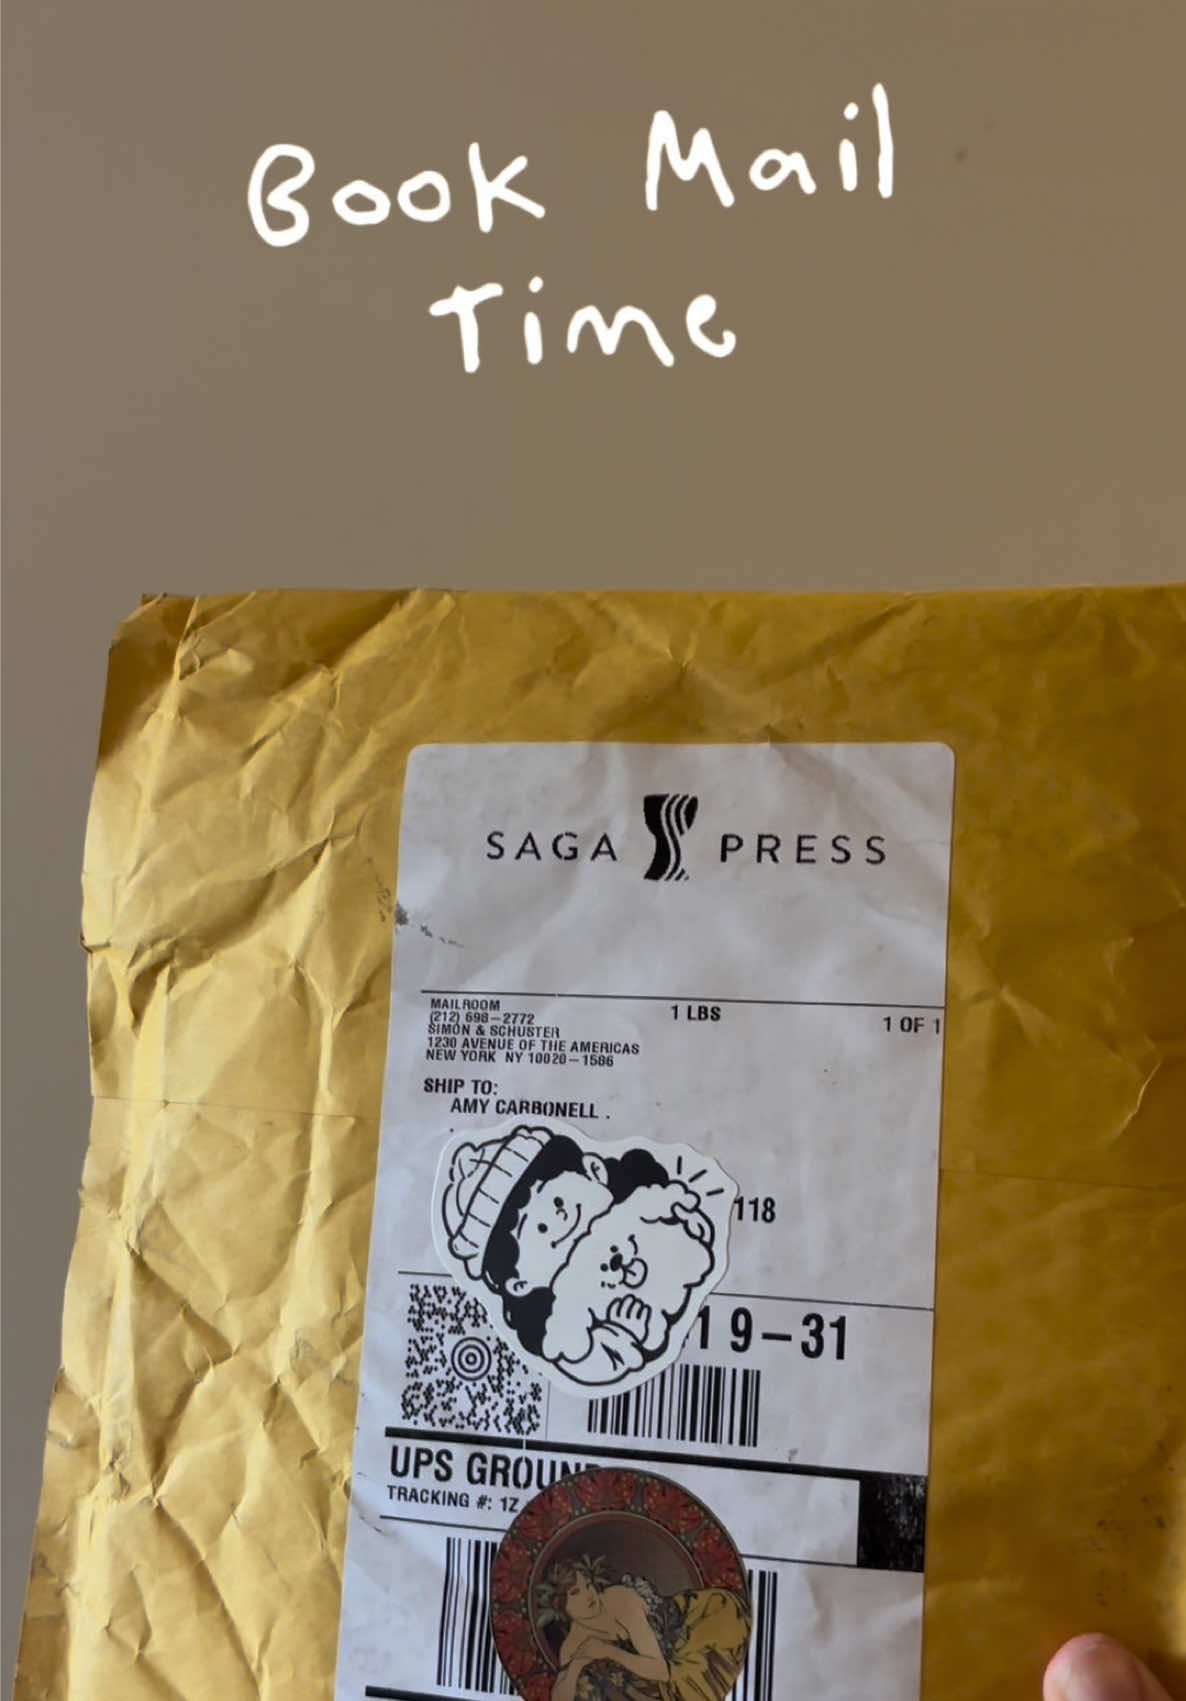 Book Mail
Time
SAGA PRESS
MAILROOM
(212) 698-2772
SIMON & SCHUSTER
1230 AVENUE OF THE AMERICAS
NEW YORK NY 10020-1586
1 LBS
1 OF 1
SHIP TO:
AMY CARBONELL .
118
19-31
UPS GROUN
TRACKING #: 1Z